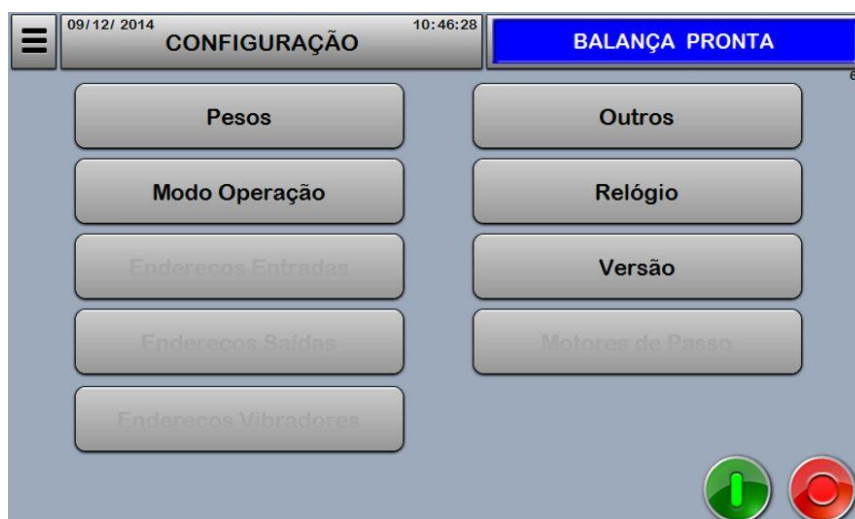 09/12/ 2014 10:46:28
CONFIGURAÇÃO
BALANÇA PRONTA
6
Pesos
Outros
Modo Operação
Relógio
Enderecos Entradas
Versão
Enderecos Saídas
Motores de Passo
Enderecos Vibradores